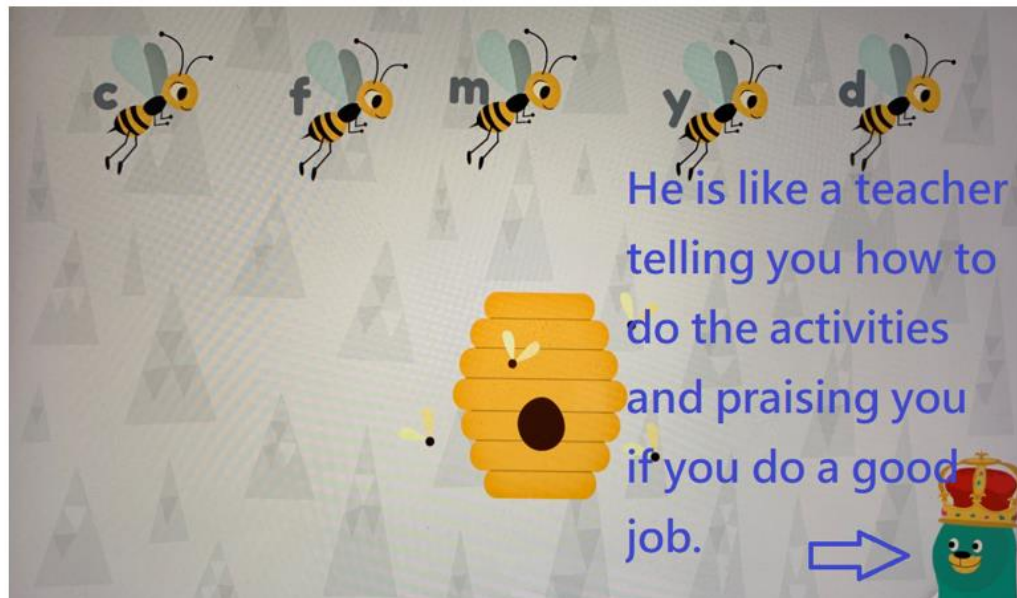 c f m y d
He is like a teacher
telling you how to
do the activities
and praising you
if you do a good
job.